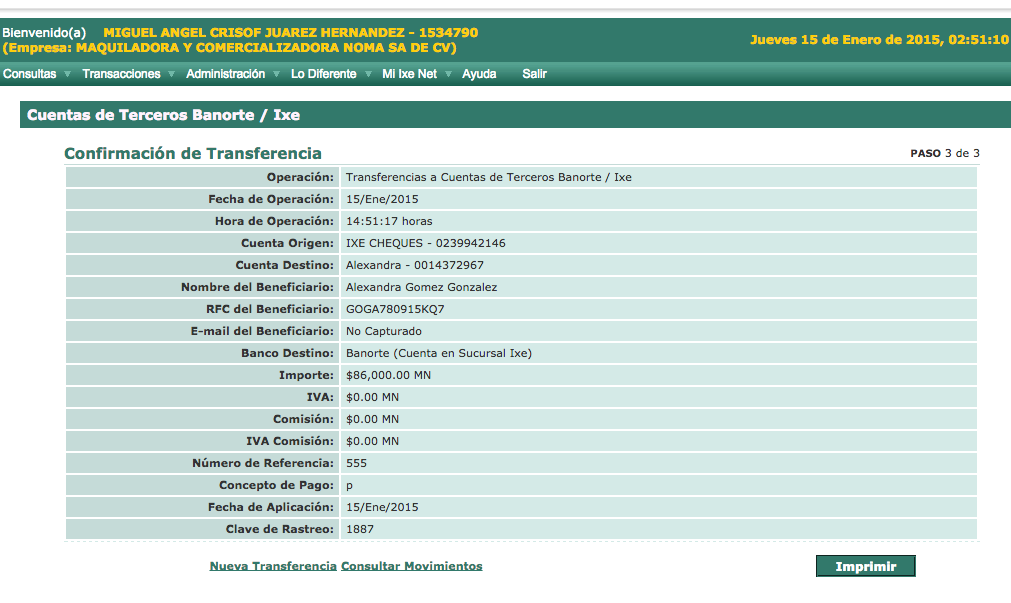 Bienvenido(a) MIGUEL ANGEL CRISOF JUAREZ HERNANDEZ - 1534790
(Empresa: MAQUILADORA Y COMERCIALIZADORA NOMA SA DE CV)
Jueves 15 de Enero de 2015, 02:51:10
Consultas Transacciones Administración Lo Diferente Mi Ixe Net Ayuda Salir
Cuentas de Terceros Banorte / Ixe
Confirmación de Transferencia PASO 3 de 3
Operación: Transferencias a Cuentas de Terceros Banorte / Ixe
Fecha de Operación: 15/Ene/2015
Hora de Operación: 14:51:17 horas
Cuenta Origen: IXE CHEQUES - 0239942146
Cuenta Destino: Alexandra - 0014372967
Nombre del Beneficiario: Alexandra Gomez Gonzalez
RFC del Beneficiario: GOGA780915KQ7
E-mail del Beneficiario: No Capturado
Banco Destino: Banorte (Cuenta en Sucursal Ixe)
Importe: $86,000.00 MN
IVA: $0.00 MN
Comisión: $0.00 MN
IVA Comisión: $0.00 MN
Número de Referencia: 555
Concepto de Pago: p
Fecha de Aplicación: 15/Ene/2015
Clave de Rastreo: 1887
Nueva Transferencia Consultar Movimientos Imprimir